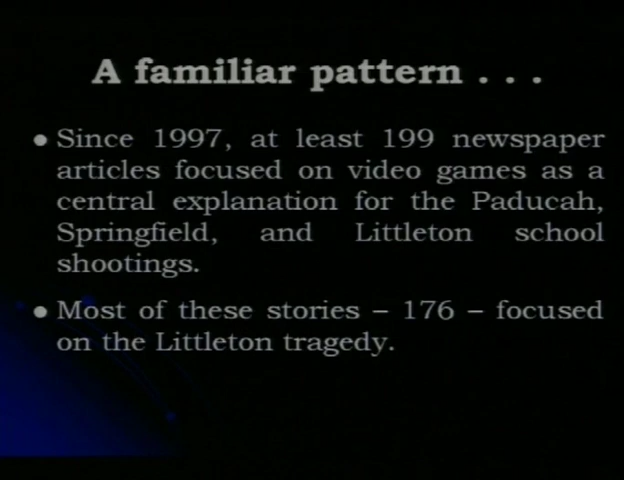 A familiar pattern . . .
● Since 1997, at least 199 newspaper
articles focused on video games as a
central explanation for the Paducah,
Springfield, and Littleton school
shootings.
● Most of these stories – 176 – focused
on the Littleton tragedy.